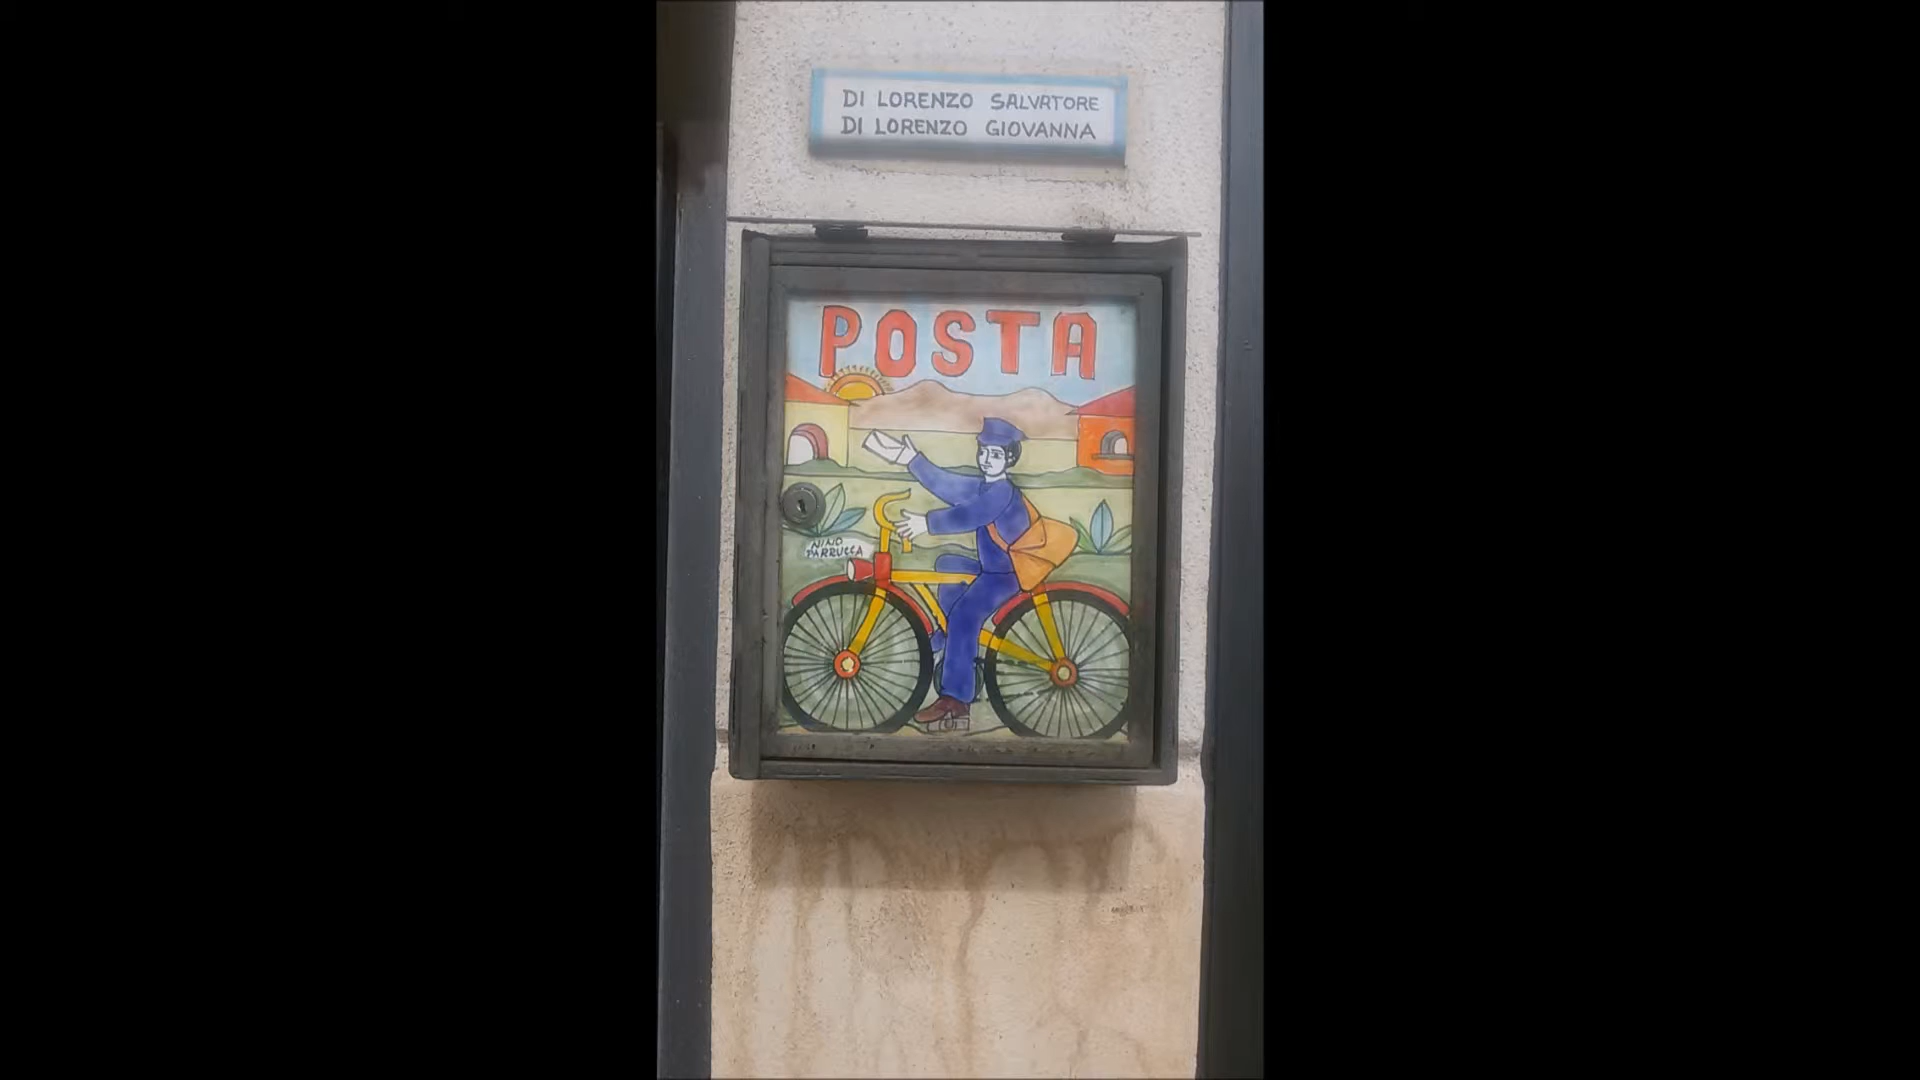 DI LORENZO SALVATORE
DI LORENZO GIOVANNA
POSTA
NINO
PARRUCCA